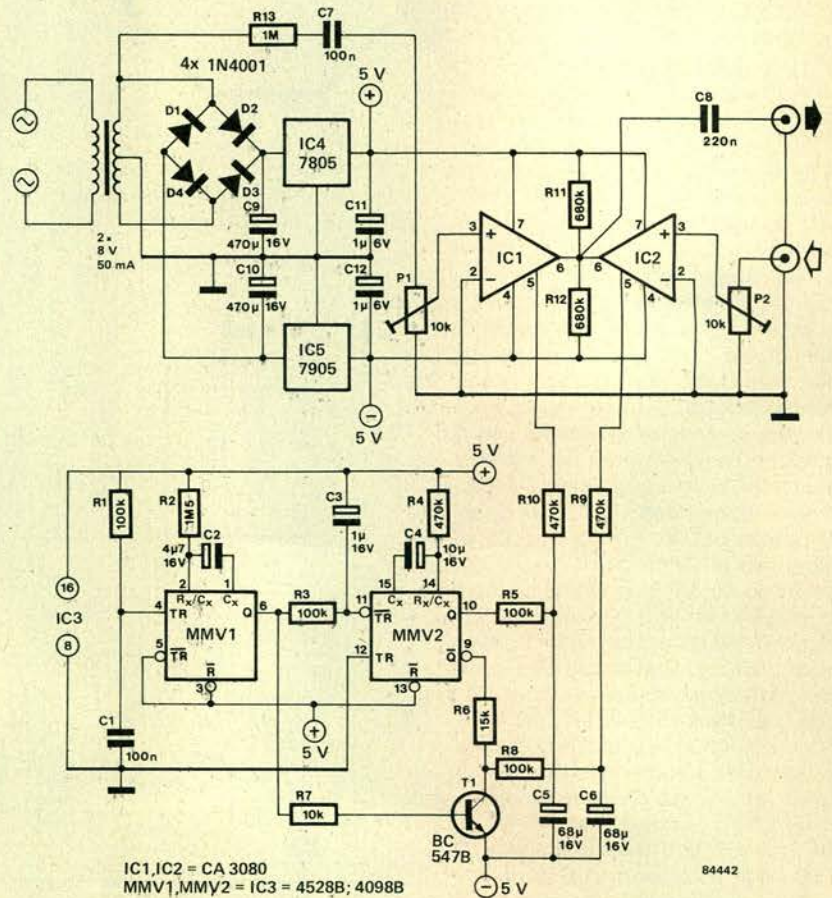 R13
1M
C7
100n
4x 1N4001
5 V
+
C8
220n
D1
D2
D4
D3
IC4
7805
C9
470µ
16V
C11
1µ
6V
C10
470µ
16V
C12
1µ
6V
IC5
7905
2x
8 V
50 mA
P1
10k
R11
680k
R12
680k
3
+
2
−
7
IC1
6
5
4
6
IC2
7
+
3
−
2
5
4
P2
10k
−
5 V
5 V
+
R1
100k
R2
1M5
C2
4µ7
16V
C3
1µ
16V
R4
470k
C4
10µ
16V
R10
470k
R9
470k
16
IC3
8
2
1
Rx/Cx
Cx
4
TR
MMV1
Q
6
5
TR
R
3
R3
100k
15
14
Cx
Rx/Cx
11
TR
MMV2
Q
10
12
TR
Q
9
R
13
R5
100k
+
5 V
C1
100n
R6
15k
R8
100k
R7
10k
T1
BC
547B
C5
68µ
16V
C6
68µ
16V
−
5 V
IC1,IC2 = CA 3080
MMV1,MMV2 = IC3 = 4528B; 4098B
84442